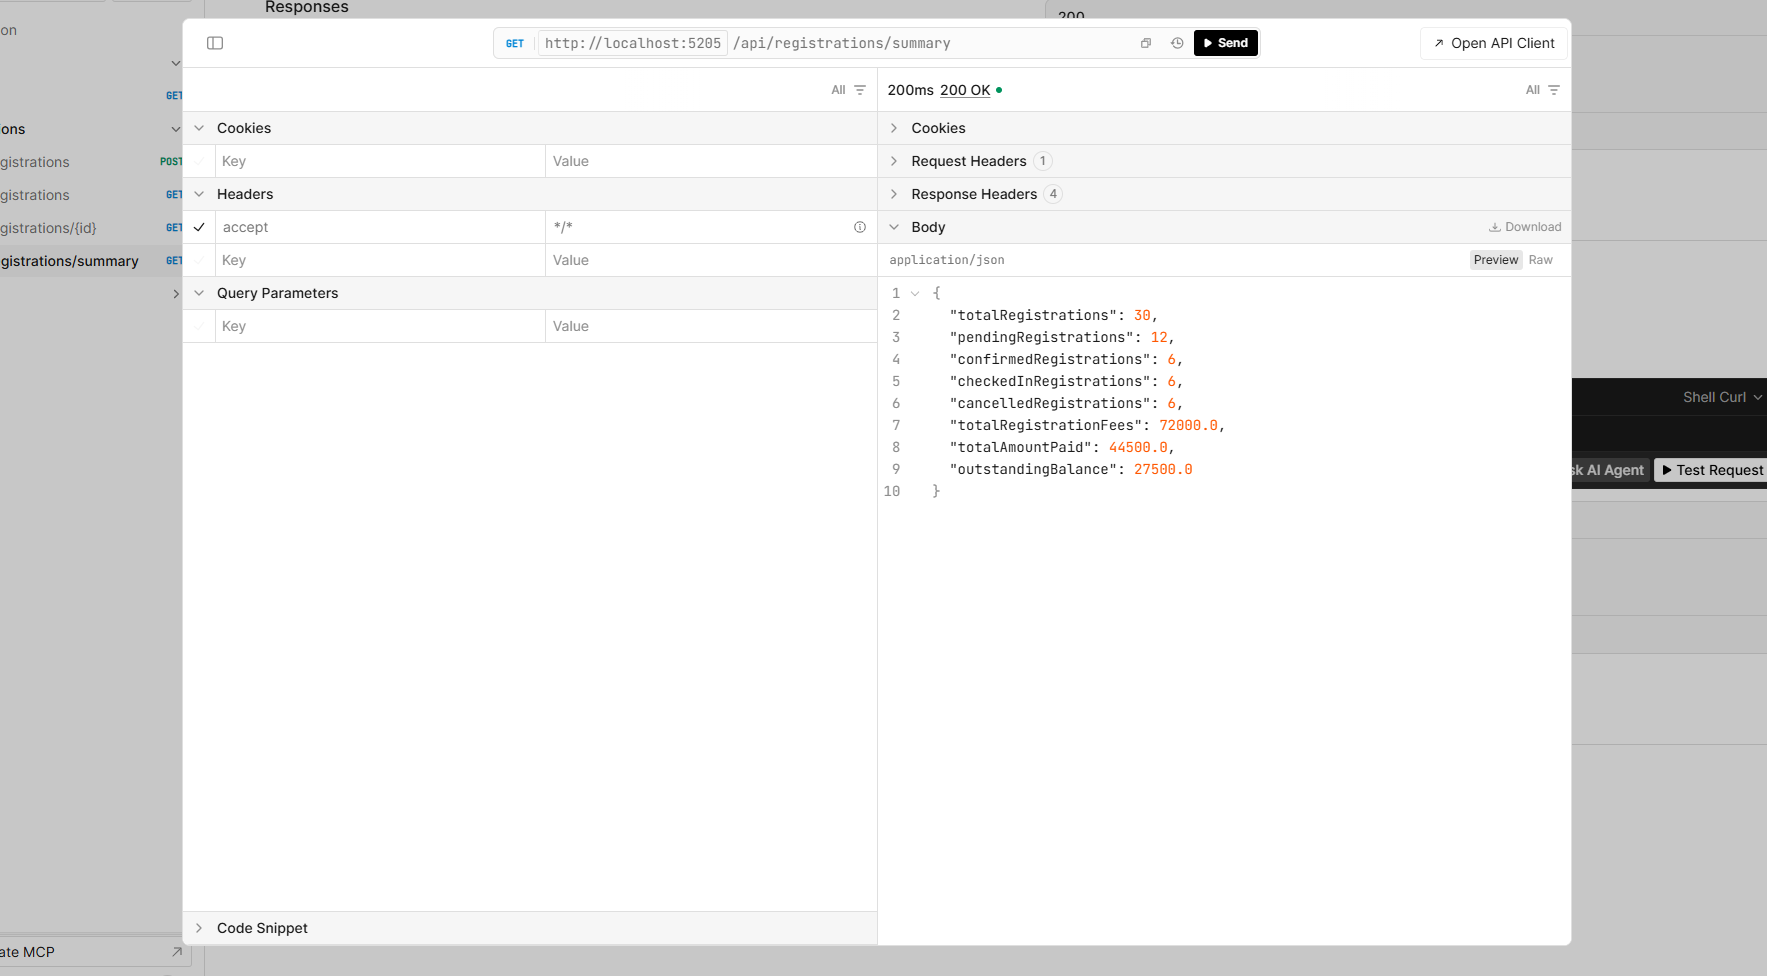 Responses
200
on
GET
ions
gistrations POST
gistrations GET
gistrations/{id} GET
gistrations/summary GET
ate MCP
GET http://localhost:5205 /api/registrations/summary Send
Open API Client
All
Cookies
Key Value
Headers
accept */*
Key Value
Query Parameters
Key Value
Code Snippet
200ms 200 OK All
Cookies
Request Headers 1
Response Headers 4
Body Download
application/json Preview Raw
1 {
2 "totalRegistrations": 30,
3 "pendingRegistrations": 12,
4 "confirmedRegistrations": 6,
5 "checkedInRegistrations": 6,
6 "cancelledRegistrations": 6,
7 "totalRegistrationFees": 72000.0,
8 "totalAmountPaid": 44500.0,
9 "outstandingBalance": 27500.0
10 }
Shell Curl
sk AI Agent Test Request